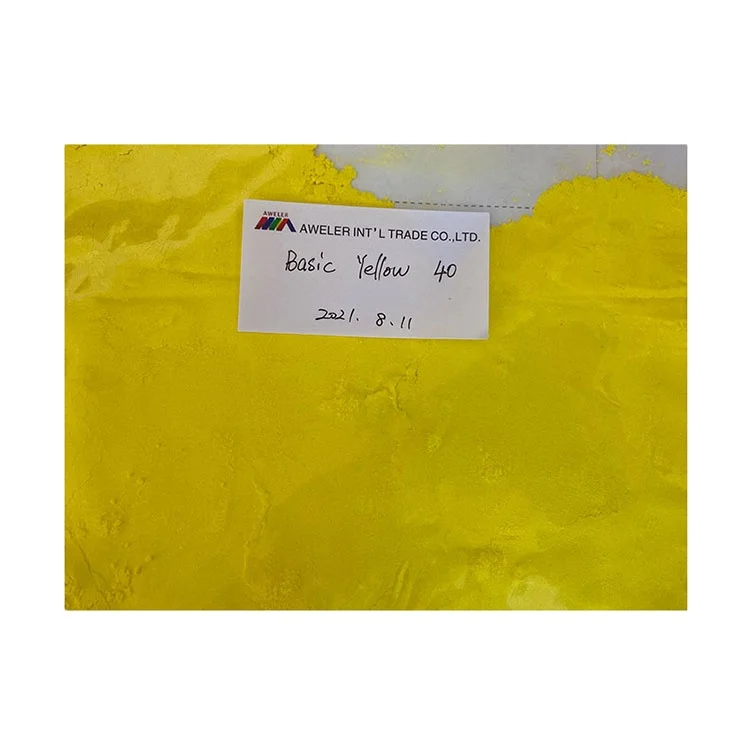 AWELER
AWELER INT'L TRADE CO.,LTD.
Basic Yellow 40
2021. 8.11